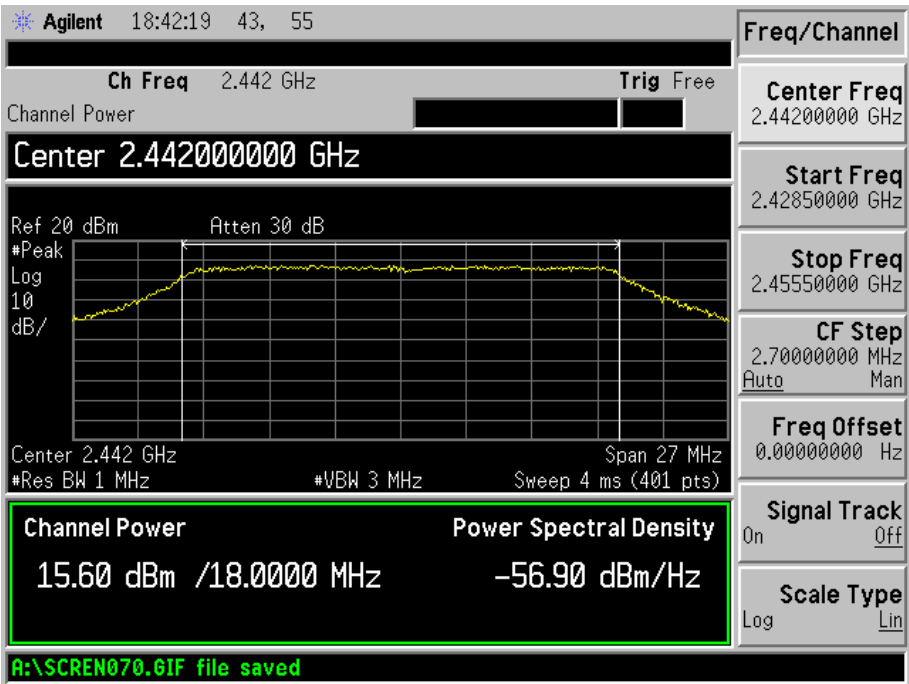 Agilent 18:42:19 43, 55
Ch Freq 2.442 GHz Trig Free
Channel Power
Center 2.442000000 GHz
Ref 20 dBm Atten 30 dB
#Peak
Log
10
dB/
Center 2.442 GHz Span 27 MHz
#Res BW 1 MHz #VBW 3 MHz Sweep 4 ms (401 pts)
Channel Power Power Spectral Density
15.60 dBm /18.0000 MHz -56.90 dBm/Hz
A:\SCREN070.GIF file saved
Freq/Channel
Center Freq
2.44200000 GHz
Start Freq
2.42850000 GHz
Stop Freq
2.45550000 GHz
CF Step
2.70000000 MHz
Auto Man
Freq Offset
0.00000000 Hz
Signal Track
On Off
Scale Type
Log Lin